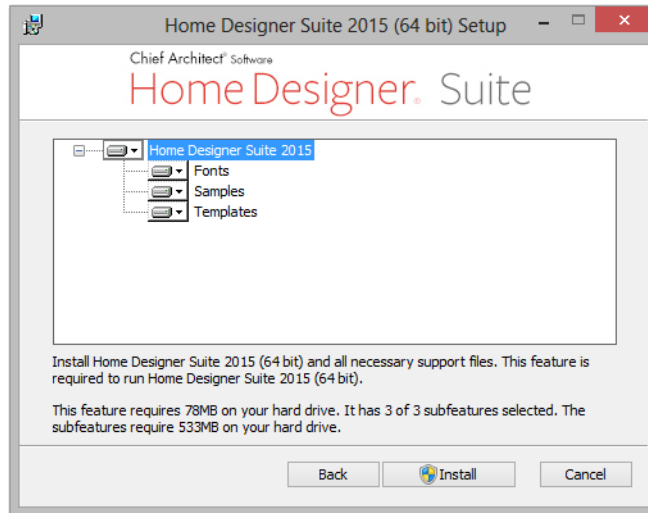 Home Designer Suite 2015 (64 bit) Setup
Chief Architect® Software
Home Designer® Suite
Home Designer Suite 2015
Fonts
Samples
Templates
Install Home Designer Suite 2015 (64 bit) and all necessary support files. This feature is
required to run Home Designer Suite 2015 (64 bit).
This feature requires 78MB on your hard drive. It has 3 of 3 subfeatures selected. The
subfeatures require 533MB on your hard drive.
Back
Install
Cancel